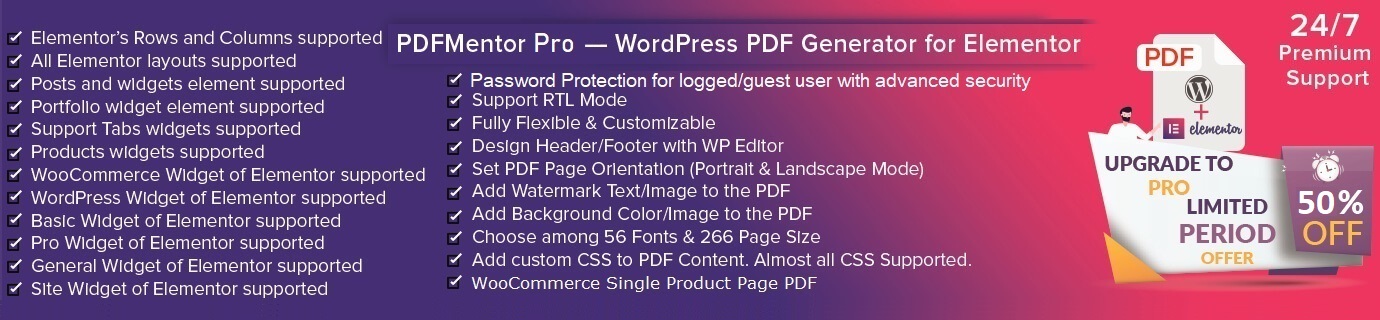 PDFMentor Pro — WordPress PDF Generator for Elementor
Elementor's Rows and Columns supported
All Elementor layouts supported
Posts and widgets element supported
Portfolio widget element supported
Support Tabs widgets supported
Products widgets supported
WooCommerce Widget of Elementor supported
WordPress Widget of Elementor supported
Basic Widget of Elementor supported
Pro Widget of Elementor supported
General Widget of Elementor supported
Site Widget of Elementor supported
Password Protection for logged/guest user with advanced security
Support RTL Mode
Fully Flexible & Customizable
Design Header/Footer with WP Editor
Set PDF Page Orientation (Portrait & Landscape Mode)
Add Watermark Text/Image to the PDF
Add Background Color/Image to the PDF
Choose among 56 Fonts & 266 Page Size
Add custom CSS to PDF Content. Almost all CSS Supported.
WooCommerce Single Product Page PDF
24/7
Premium
Support
PDF
W
+
elementor
UPGRADE TO
PRO
LIMITED
PERIOD
OFFER
50%
OFF